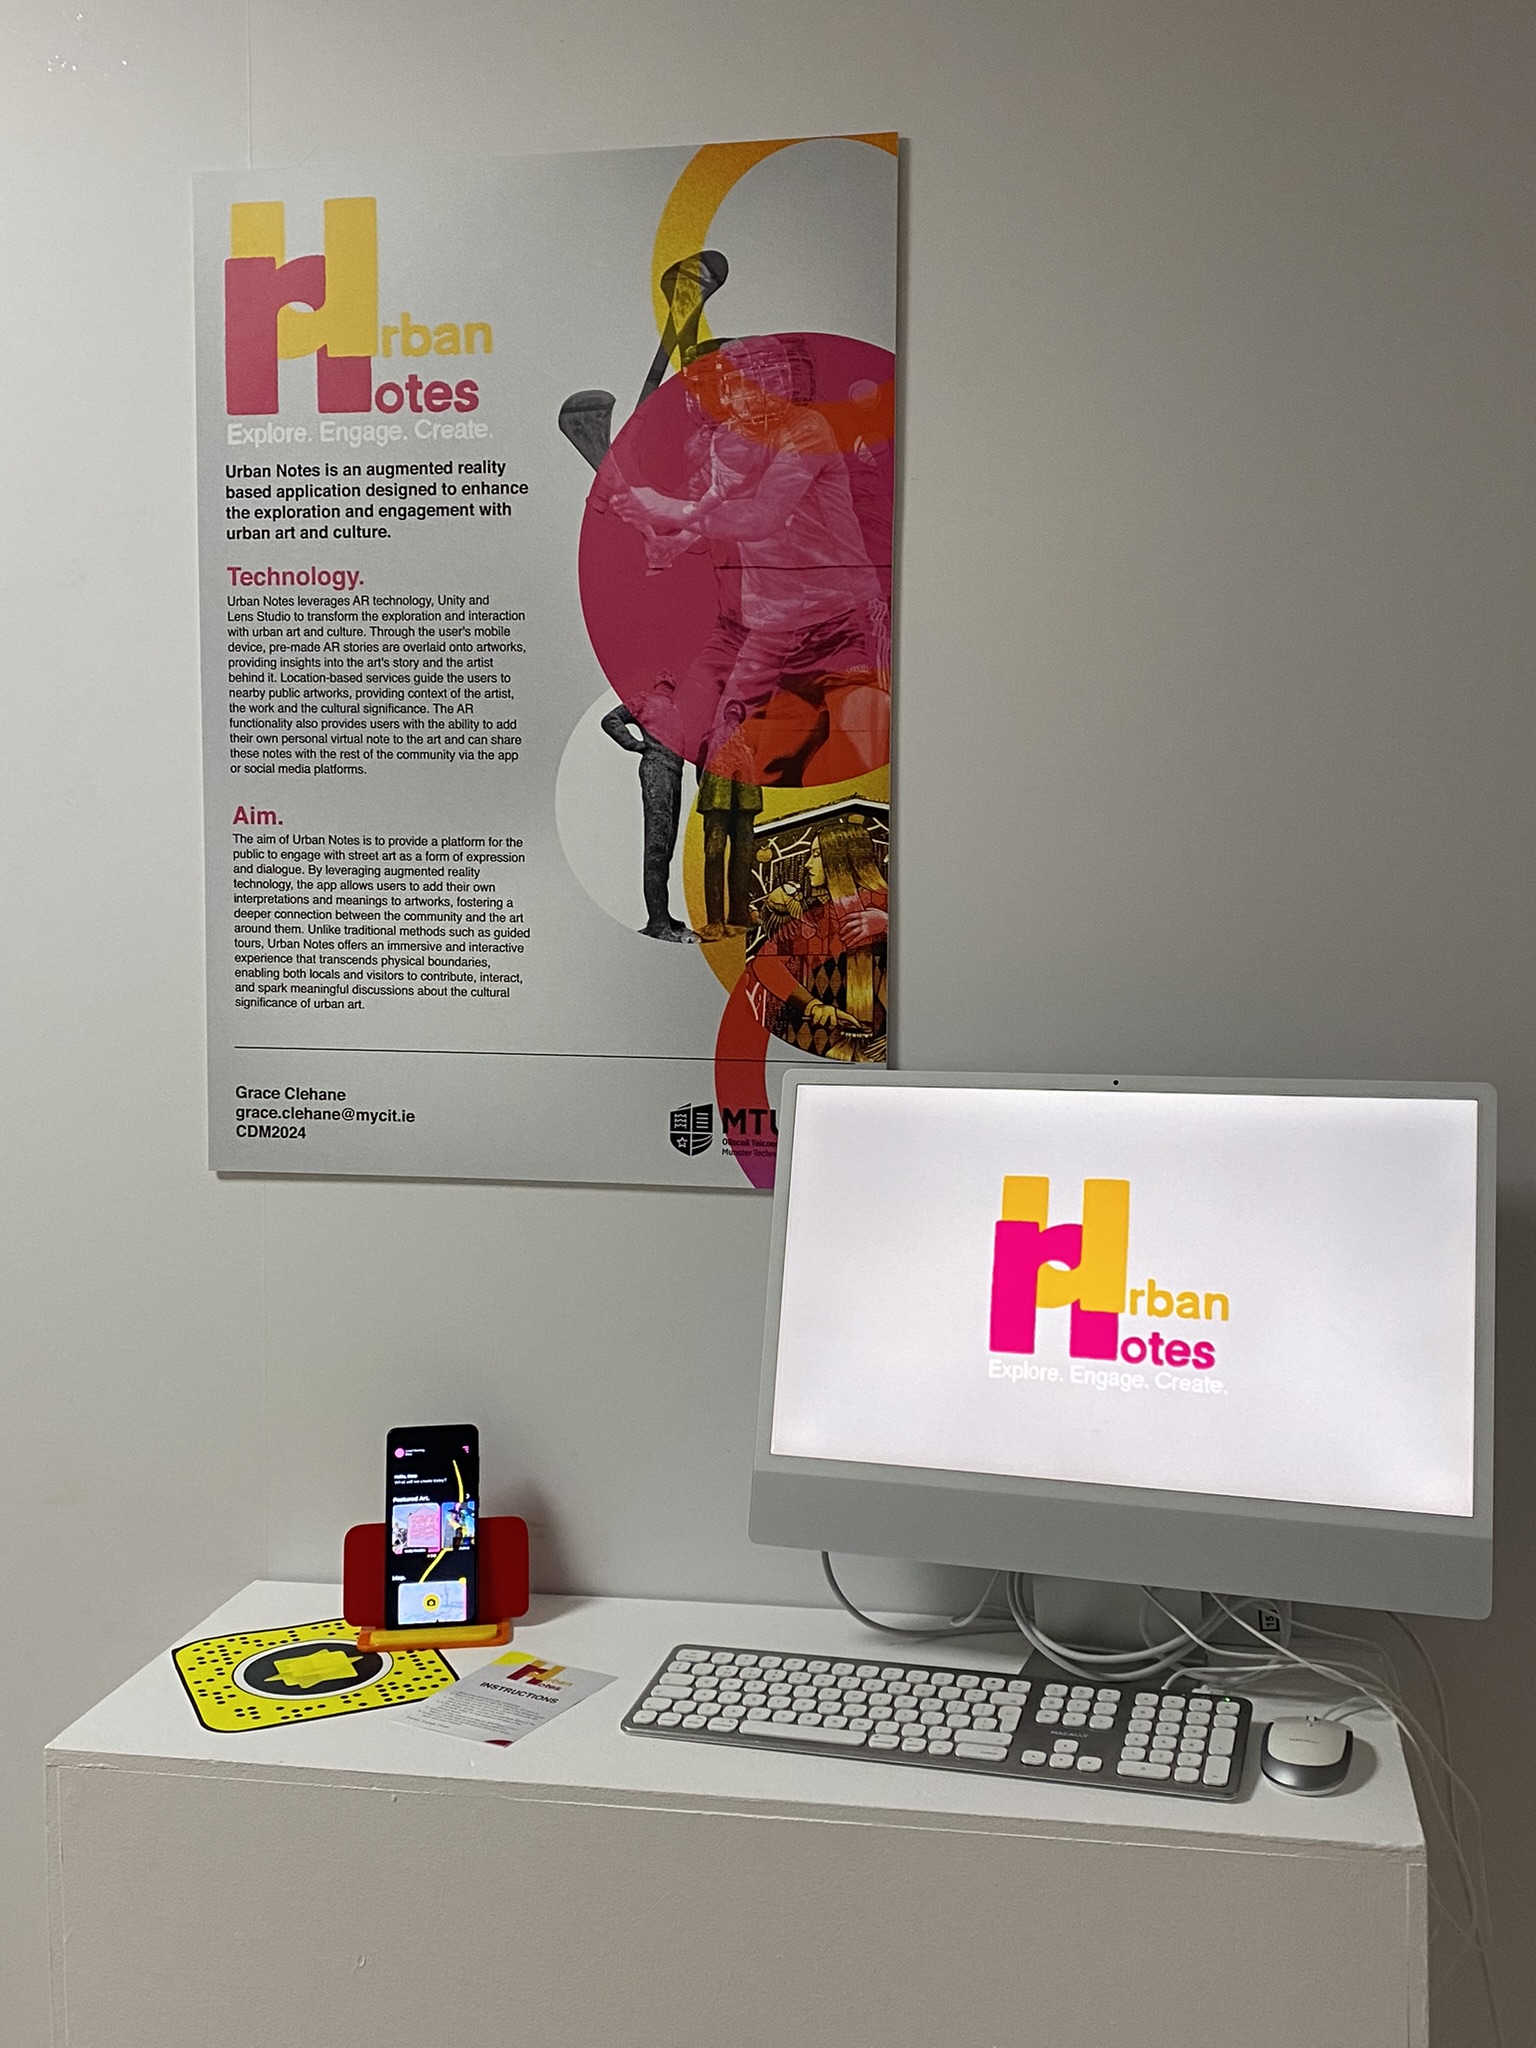 Urban
Notes
Explore. Engage. Create.
Urban Notes is an augmented reality
based application designed to enhance
the exploration and engagement with
urban art and culture.
Technology.
Urban Notes leverages AR technology, Unity and
Lens Studio to transform the exploration and interaction
with urban art and culture. Through the user's mobile
device, pre-made AR stories are overlaid onto artworks,
providing insights into the art's story and the artist
behind it. Location-based services guide the users to
nearby public artworks, providing context of the artist,
the work and the cultural significance. The AR
functionality also provides users with the ability to add
their own personal virtual note to the art and can share
these notes with the rest of the community via the app
or social media platforms.
Aim.
The aim of Urban Notes is to provide a platform for the
public to engage with street art as a form of expression
and dialogue. By leveraging augmented reality
technology, the app allows users to add their own
interpretations and meanings to artworks, fostering a
deeper connection between the community and the art
around them. Unlike traditional methods such as guided
tours, Urban Notes offers an immersive and interactive
experience that transcends physical boundaries,
enabling both locals and visitors to contribute, interact,
and spark meaningful discussions about the cultural
significance of urban art.
Grace Clehane
grace.clehane@mycit.ie
CDM2024
MTU
Ollscoil
Munster
Urban
Notes
Explore. Engage. Create.
Featured Art.
Map.
Urban
Notes
INSTRUCTIONS
MACALLY
15